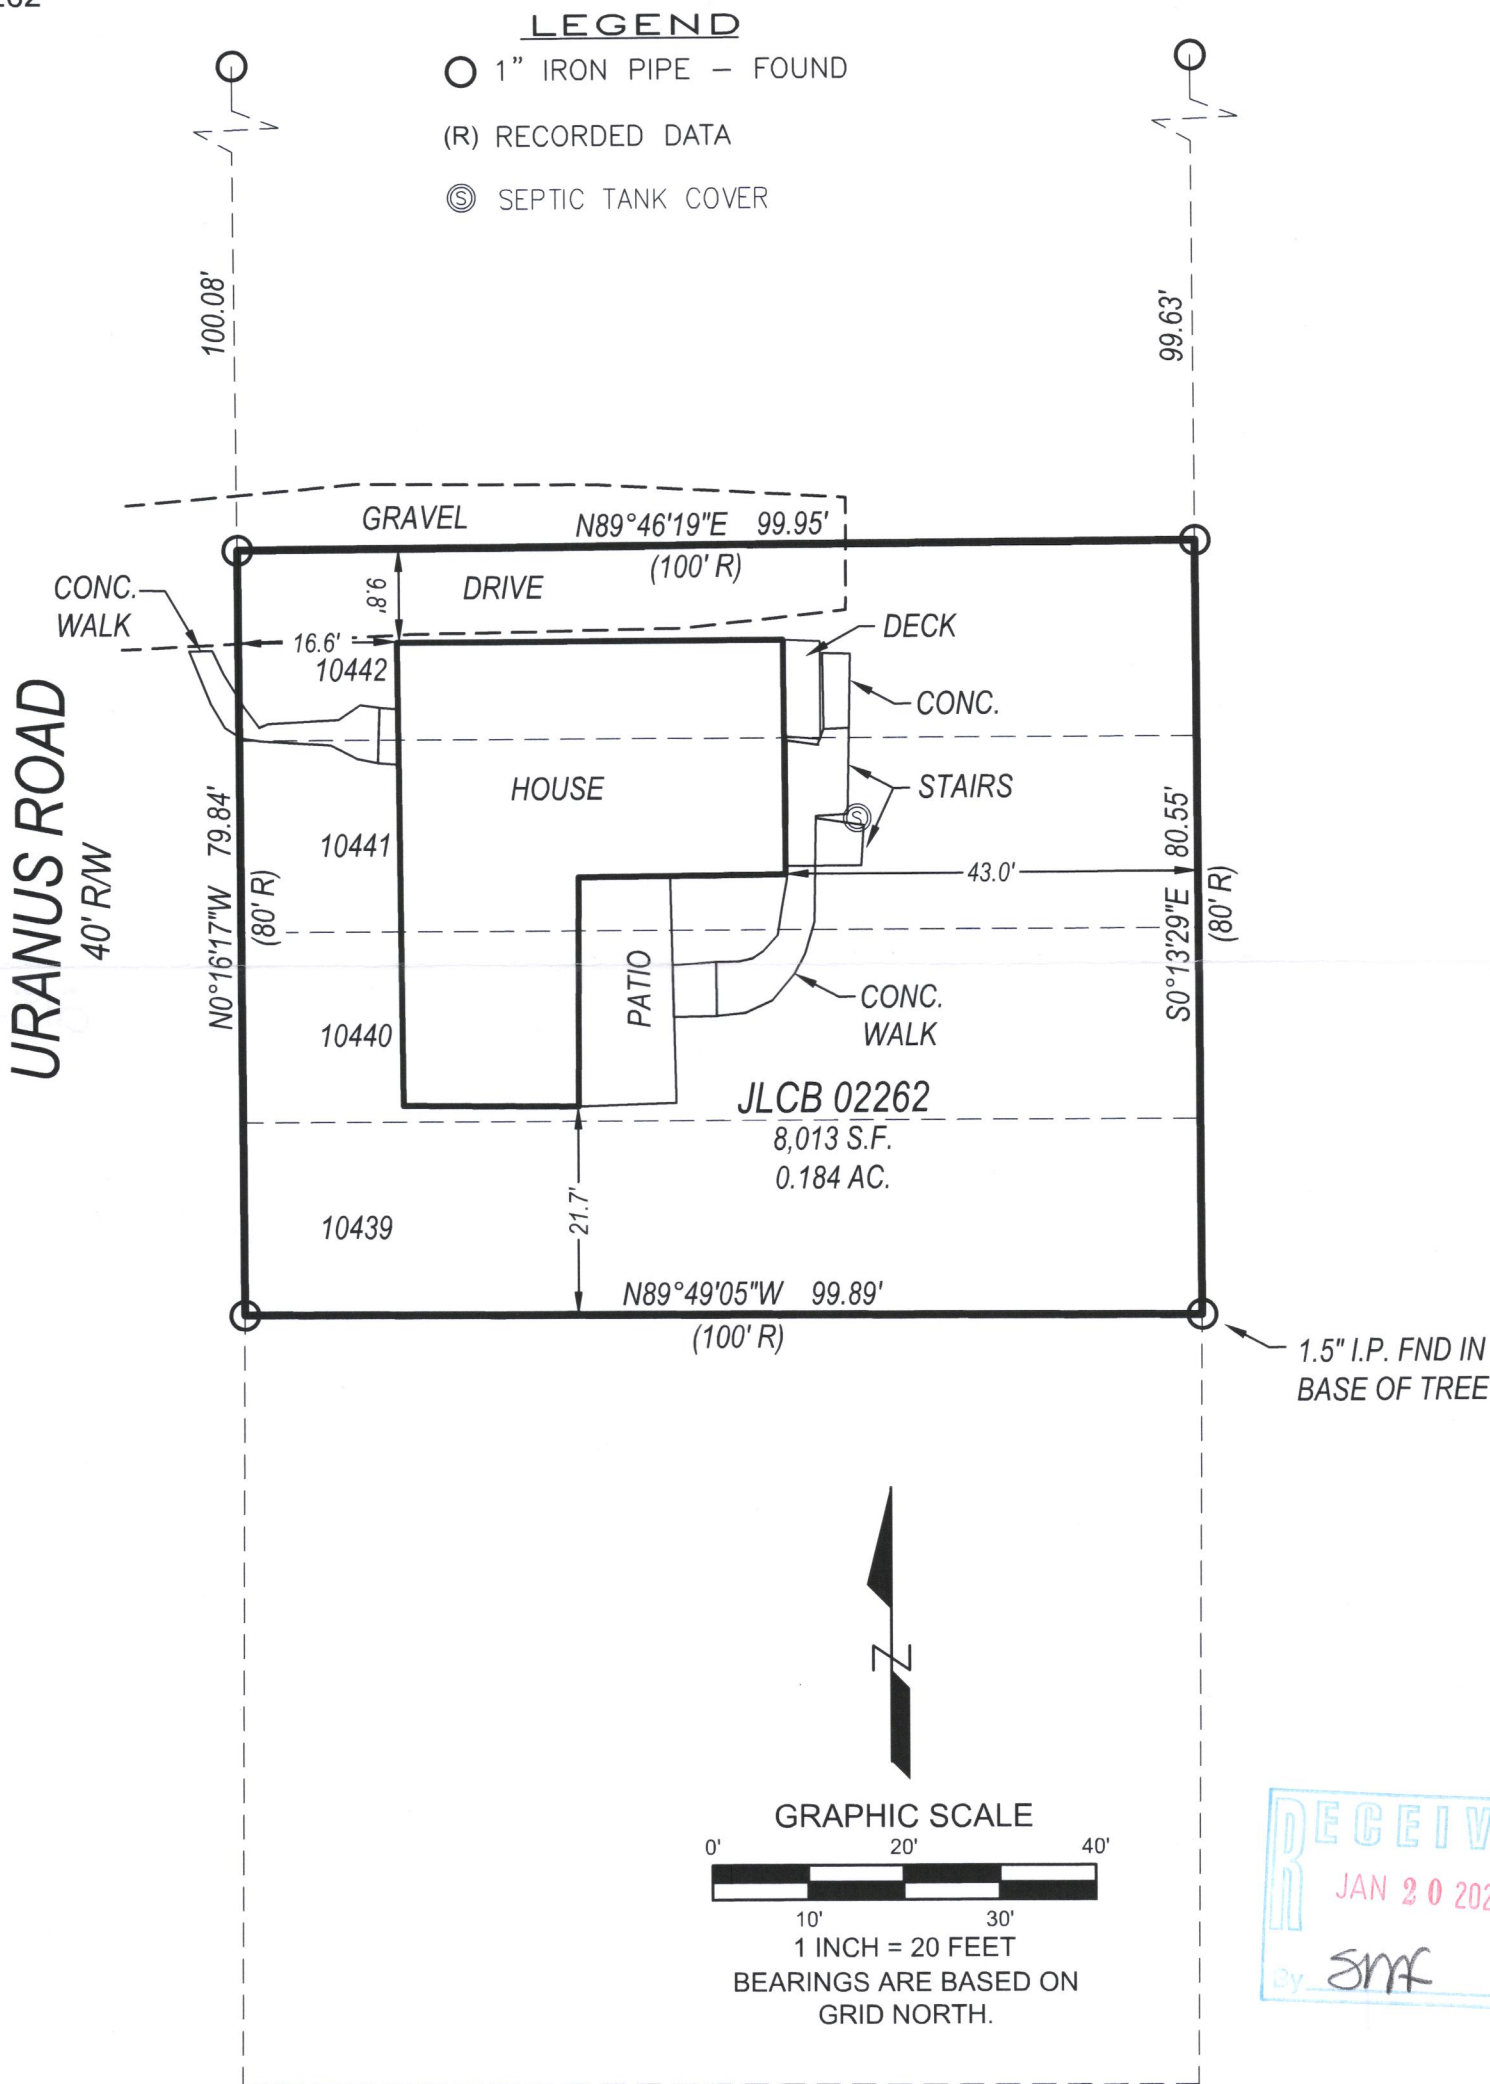 LEGEND
1" IRON PIPE – FOUND
(R) RECORDED DATA
Ⓢ SEPTIC TANK COVER
100.08'
99.63'
GRAVEL
N89°46'19"E 99.95'
(100' R)
DRIVE
9.8'
CONC.
WALK
16.6'
10442
DECK
CONC.
STAIRS
S
HOUSE
10441
43.0'
URANUS ROAD
40' R/W
N0°16'17"W 79.84'
(80' R)
S0°13'29"E 80.55'
(80' R)
PATIO
CONC.
WALK
10440
JLCB 02262
8,013 S.F.
0.184 AC.
21.7'
10439
N89°49'05"W 99.89'
(100' R)
1.5" I.P. FND IN
BASE OF TREE
N
GRAPHIC SCALE
0' 20' 40'
10' 30'
1 INCH = 20 FEET
BEARINGS ARE BASED ON
GRID NORTH.
RECEIV
JAN 20 202
By SMF